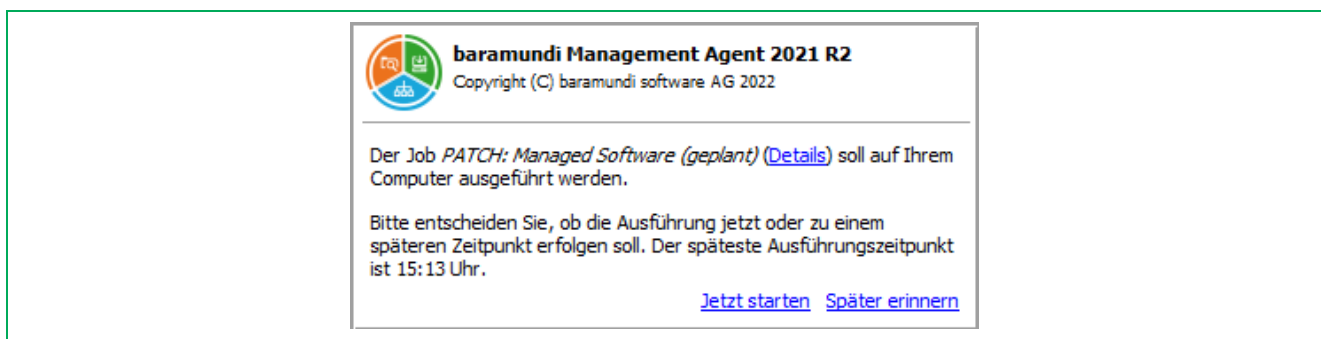 baramundi Management Agent 2021 R2
Copyright (C) baramundi software AG 2022
Der Job PATCH: Managed Software (geplant) (Details) soll auf Ihrem
Computer ausgeführt werden.
Bitte entscheiden Sie, ob die Ausführung jetzt oder zu einem
späteren Zeitpunkt erfolgen soll. Der späteste Ausführungszeitpunkt
ist 15:13 Uhr.
Jetzt starten Später erinnern